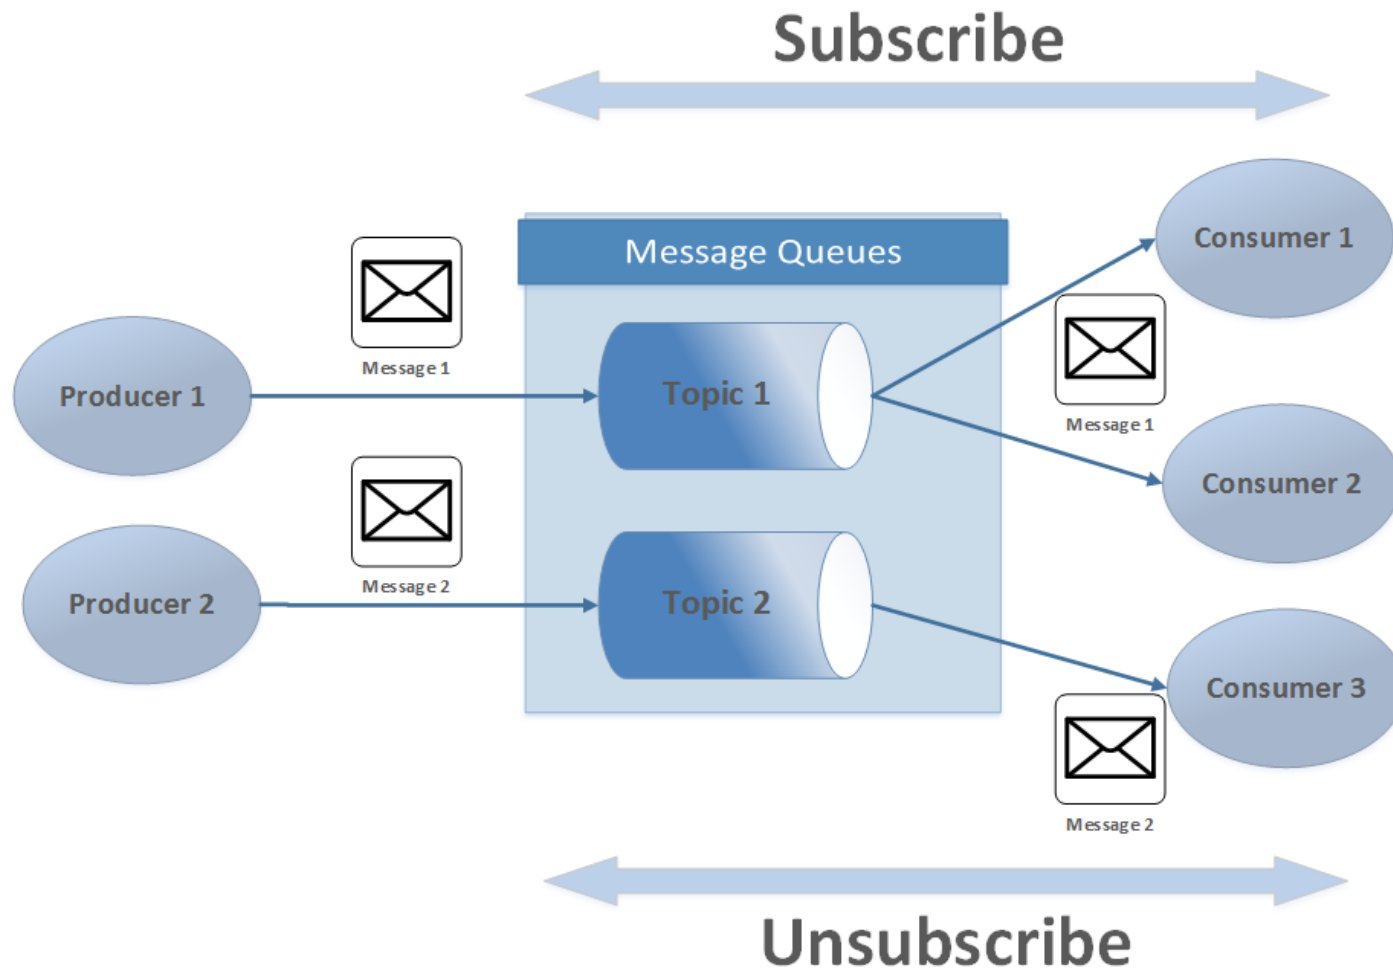 Subscribe
Message Queues
Consumer 1
Message 1
Producer 1
Topic 1
Message 1
Consumer 2
Message 2
Producer 2
Topic 2
Consumer 3
Message 2
Unsubscribe